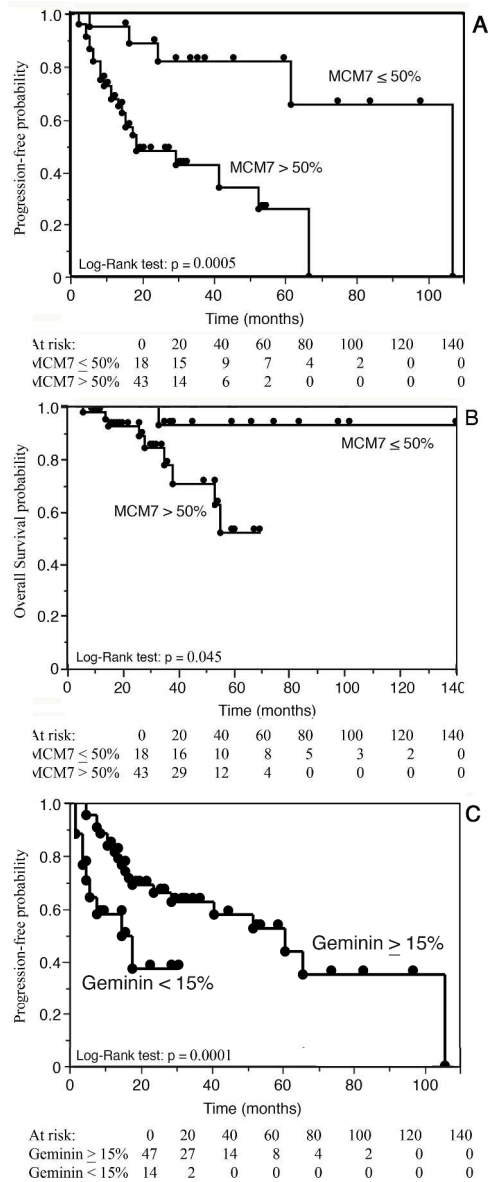 A
1.0
0.8
0.6
0.4
0.2
0
Progression-free probability
MCM7 ≤ 50%
MCM7 > 50%
Log-Rank test: p = 0.0005
0 20 40 60 80 100
Time (months)
At risk: 0 20 40 60 80 100 120 140
MCM7 ≤ 50% 18 15 9 7 4 2 0 0
MCM7 > 50% 43 14 6 2 0 0 0 0
B
1.0
0.8
0.6
0.4
0.2
0
Overall Survival probability
MCM7 ≤ 50%
MCM7 > 50%
Log-Rank test: p = 0.045
0 20 40 60 80 100 120 140
Time (months)
At risk: 0 20 40 60 80 100 120 140
MCM7 ≤ 50% 18 16 10 8 5 3 2 0
MCM7 > 50% 43 29 12 4 0 0 0 0
C
1.0
0.8
0.6
0.4
0.2
0
Progression-free probability
Geminin ≥ 15%
Geminin < 15%
Log-Rank test: p = 0.0001
0 20 40 60 80 100
Time (months)
At risk: 0 20 40 60 80 100 120 140
Geminin ≥ 15% 47 27 14 8 4 2 0 0
Geminin < 15% 14 2 0 0 0 0 0 0